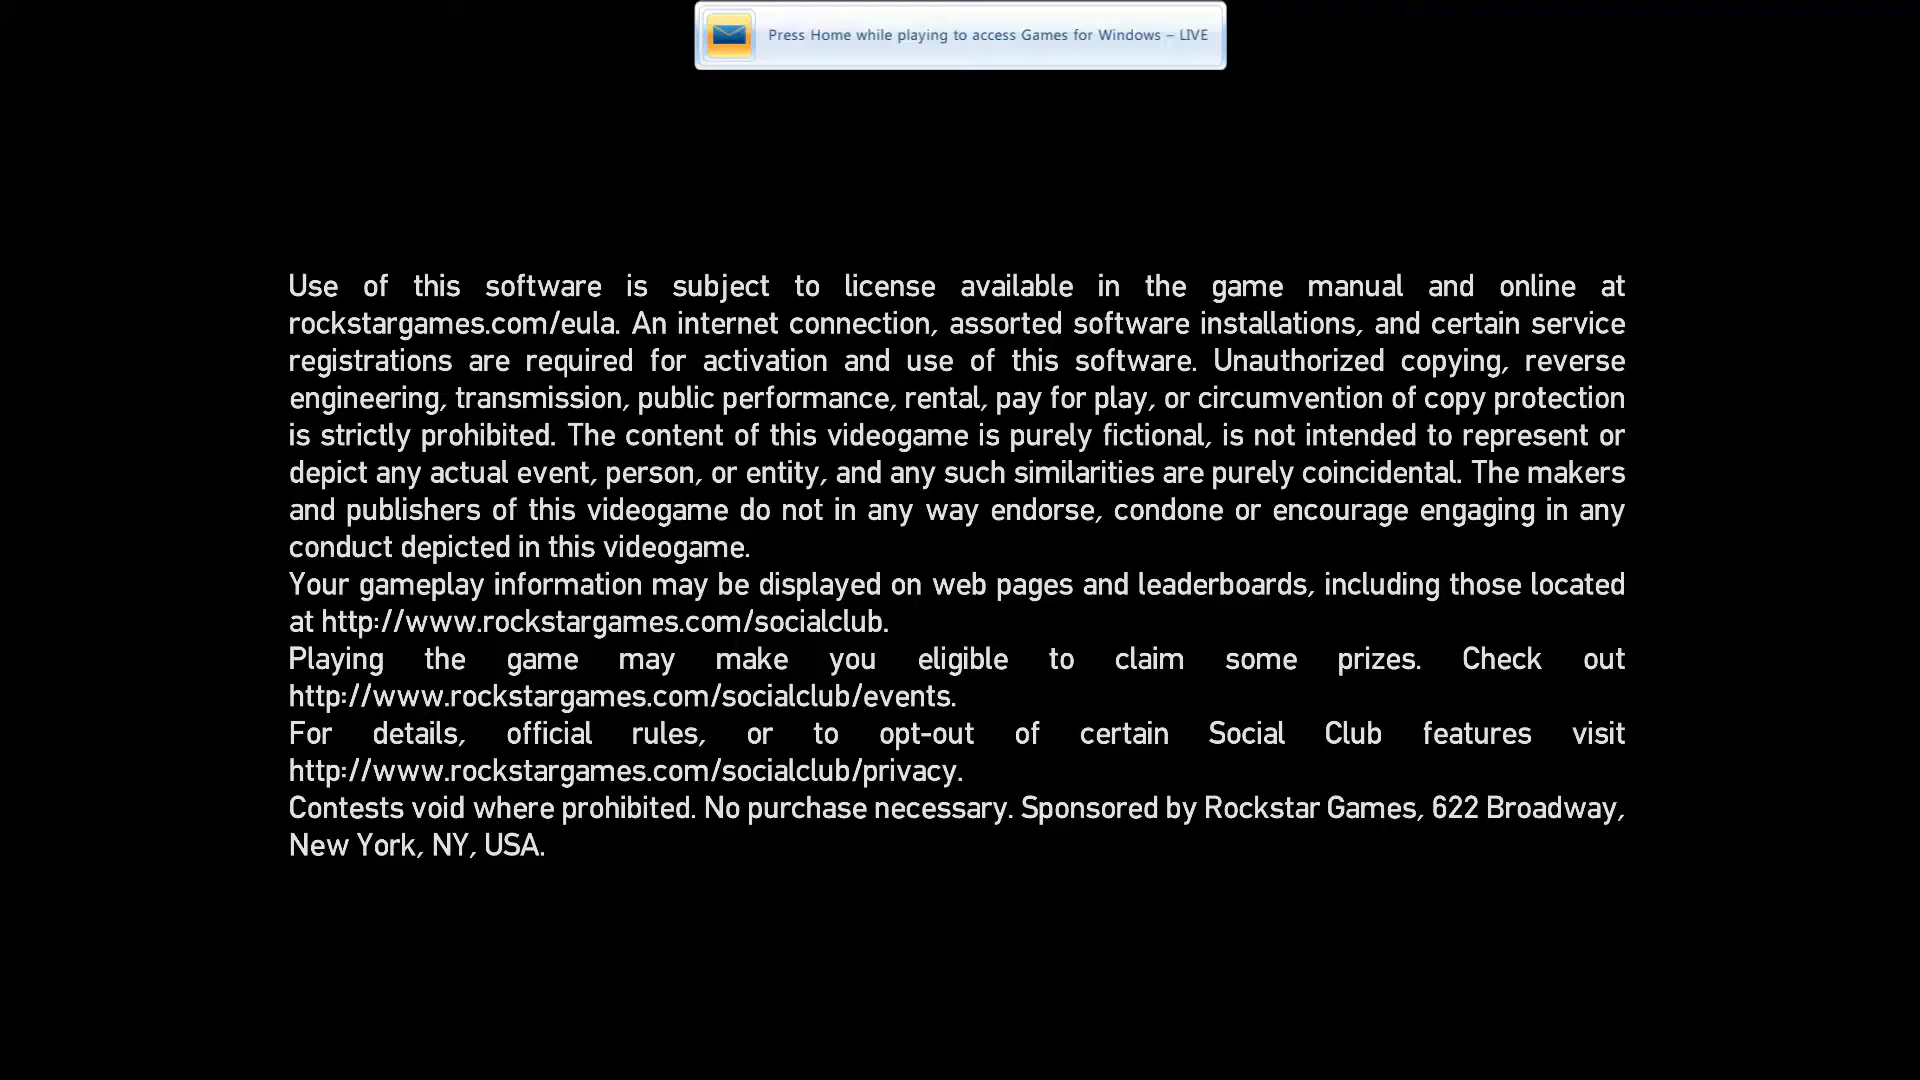 Press Home while playing to access Games for Windows – LIVE
Use of this software is subject to license available in the game manual and online at
rockstargames.com/eula. An internet connection, assorted software installations, and certain service
registrations are required for activation and use of this software. Unauthorized copying, reverse
engineering, transmission, public performance, rental, pay for play, or circumvention of copy protection
is strictly prohibited. The content of this videogame is purely fictional, is not intended to represent or
depict any actual event, person, or entity, and any such similarities are purely coincidental. The makers
and publishers of this videogame do not in any way endorse, condone or encourage engaging in any
conduct depicted in this videogame.
Your gameplay information may be displayed on web pages and leaderboards, including those located
at http://www.rockstargames.com/socialclub.
Playing the game may make you eligible to claim some prizes. Check out
http://www.rockstargames.com/socialclub/events.
For details, official rules, or to opt-out of certain Social Club features visit
http://www.rockstargames.com/socialclub/privacy.
Contests void where prohibited. No purchase necessary. Sponsored by Rockstar Games, 622 Broadway,
New York, NY, USA.